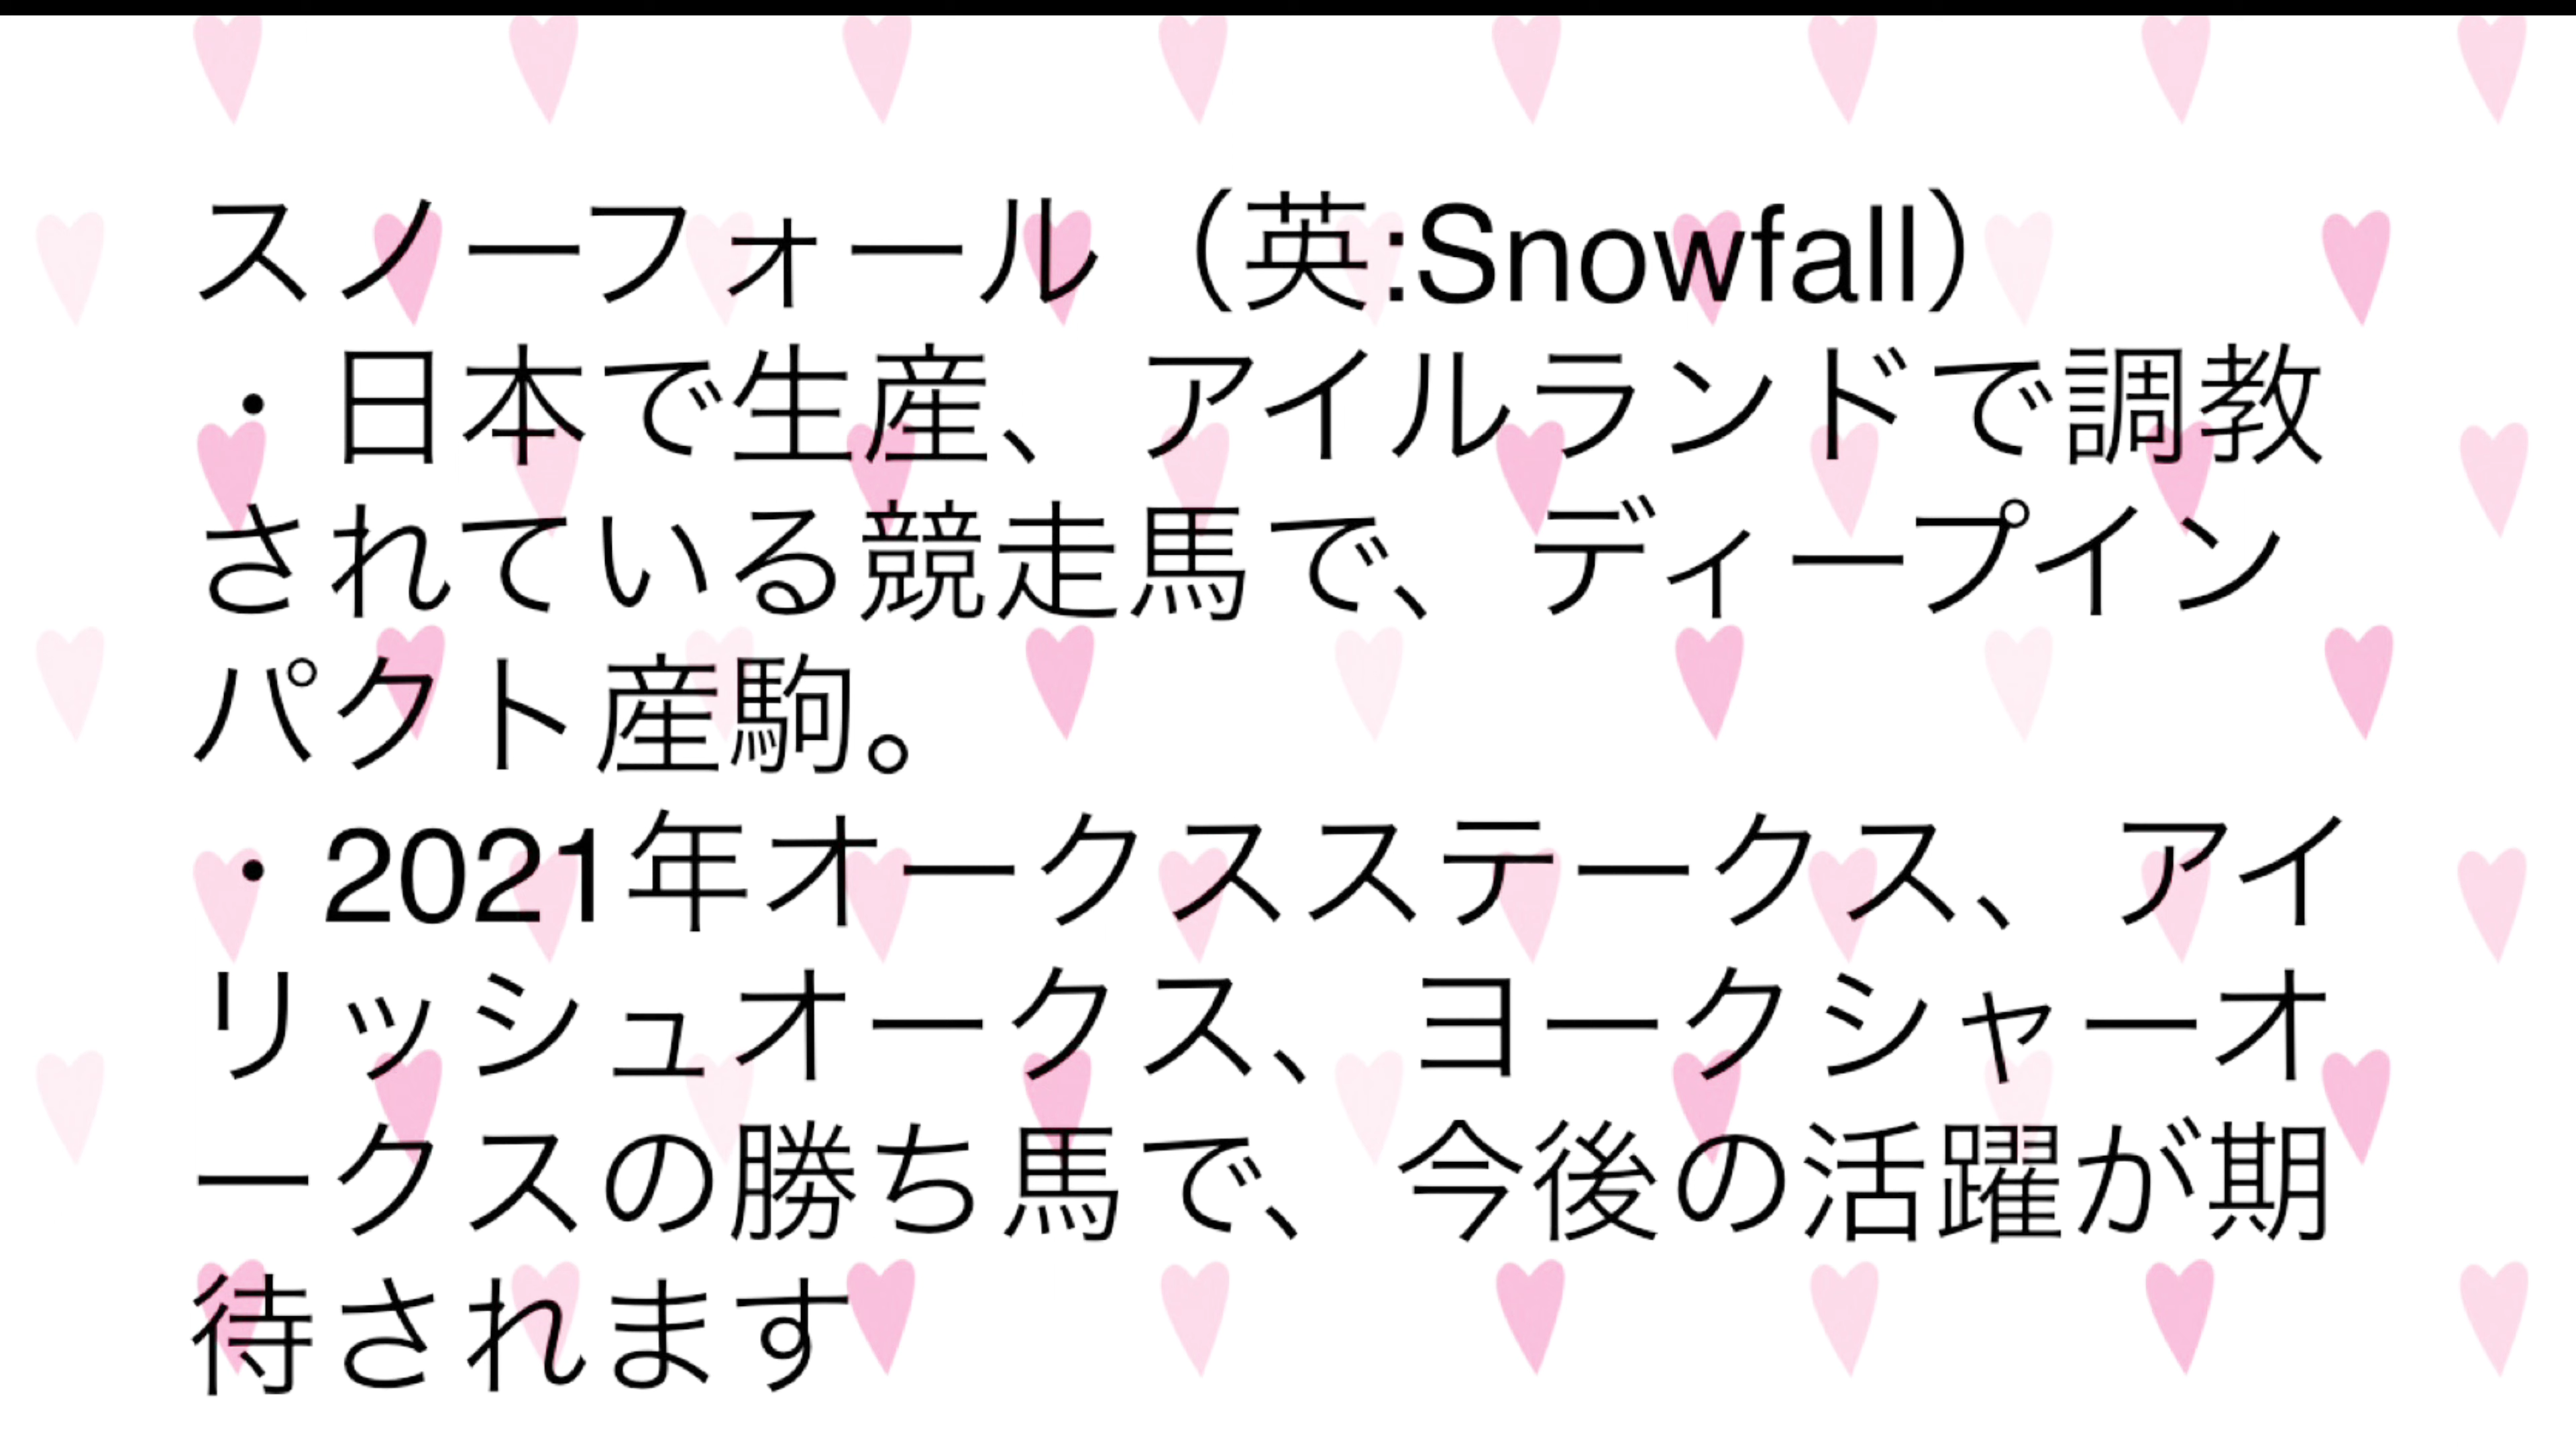 スノーフォール（英:Snowfall）
・日本で生産、アイルランドで調教
されている競走馬で、ディープイン
パクト産駒。
・2021年オークスステークス、アイ
リッシュオークス、ヨークシャーオ
ークスの勝ち馬で、今後の活躍が期
待されます